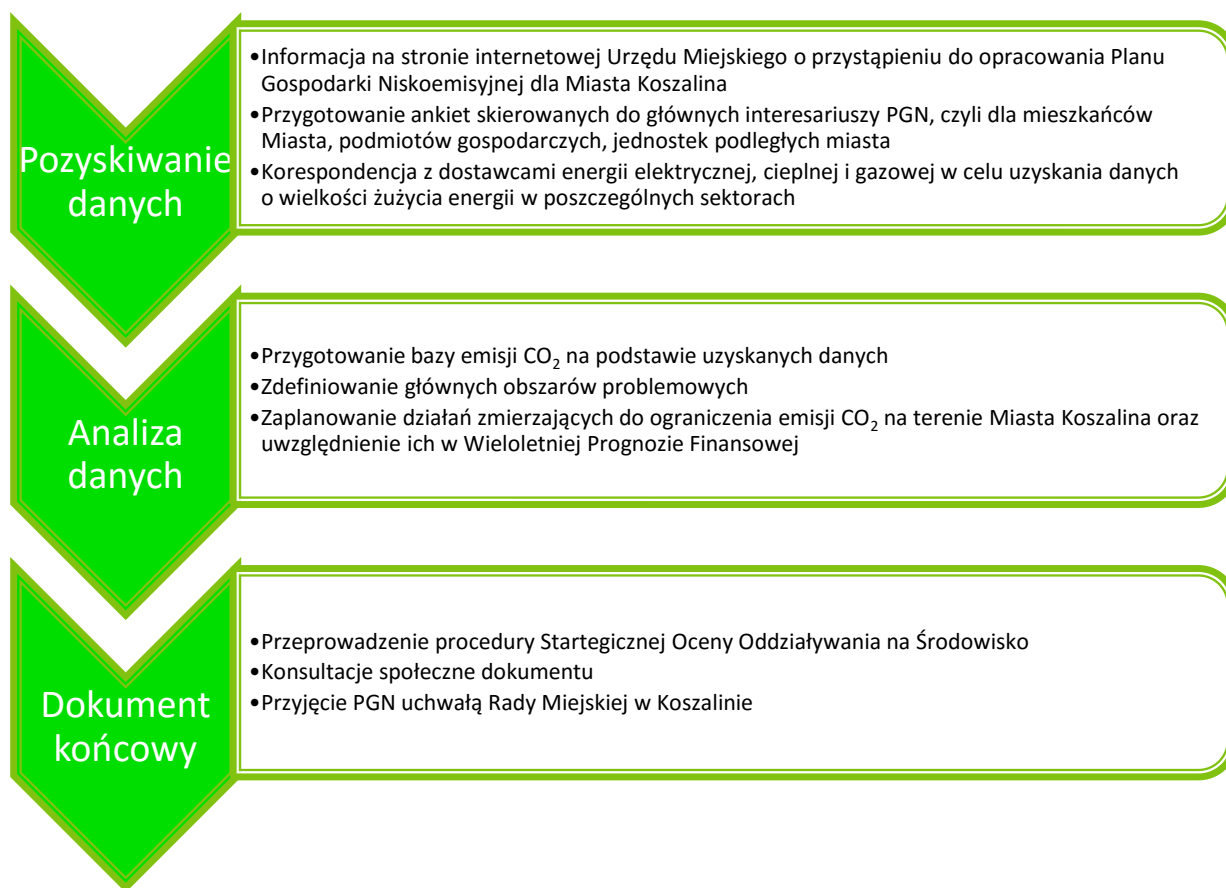 Pozyskiwanie
danych
•Informacja na stronie internetowej Urzędu Miejskiego o przystąpieniu do opracowania Planu
Gospodarki Niskoemisyjnej dla Miasta Koszalina
•Przygotowanie ankiet skierowanych do głównych interesariuszy PGN, czyli dla mieszkańców
Miasta, podmiotów gospodarczych, jednostek podległych miasta
•Korespondencja z dostawcami energii elektrycznej, cieplnej i gazowej w celu uzyskania danych
o wielkości żużycia energii w poszczególnych sektorach
Analiza
danych
•Przygotowanie bazy emisji CO₂ na podstawie uzyskanych danych
•Zdefiniowanie głównych obszarów problemowych
•Zaplanowanie działań zmierzających do ograniczenia emisji CO₂ na terenie Miasta Koszalina oraz
uwzględnienie ich w Wieloletniej Prognozie Finansowej
Dokument
końcowy
•Przeprowadzenie procedury Startegicznej Oceny Oddziaływania na Środowisko
•Konsultacje społeczne dokumentu
•Przyjęcie PGN uchwałą Rady Miejskiej w Koszalinie